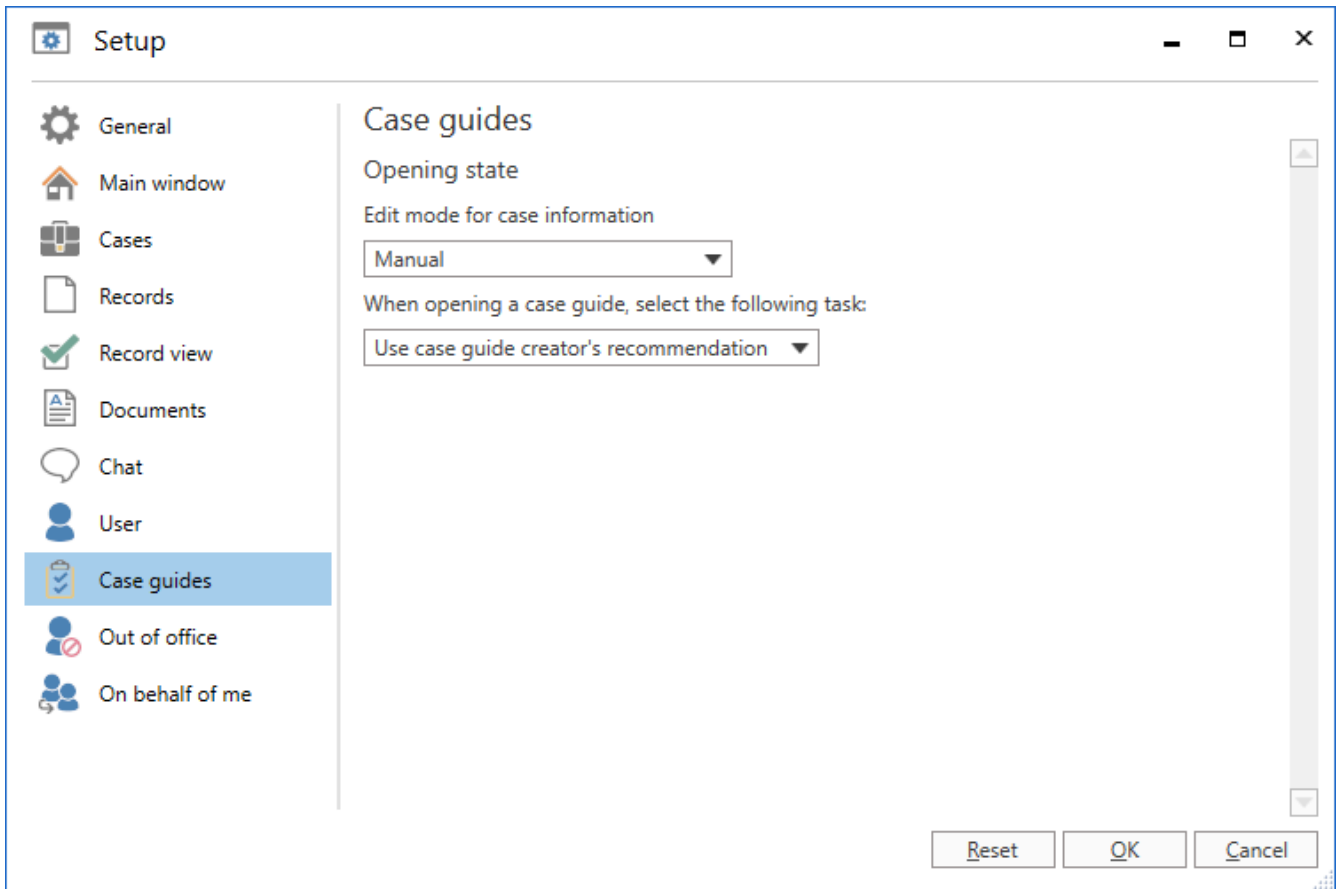 Setup
General
Main window
Cases
Records
Record view
Documents
Chat
User
Case guides
Out of office
On behalf of me
Case guides
Opening state
Edit mode for case information
Manual
When opening a case guide, select the following task:
Use case guide creator's recommendation
Reset
OK
Cancel